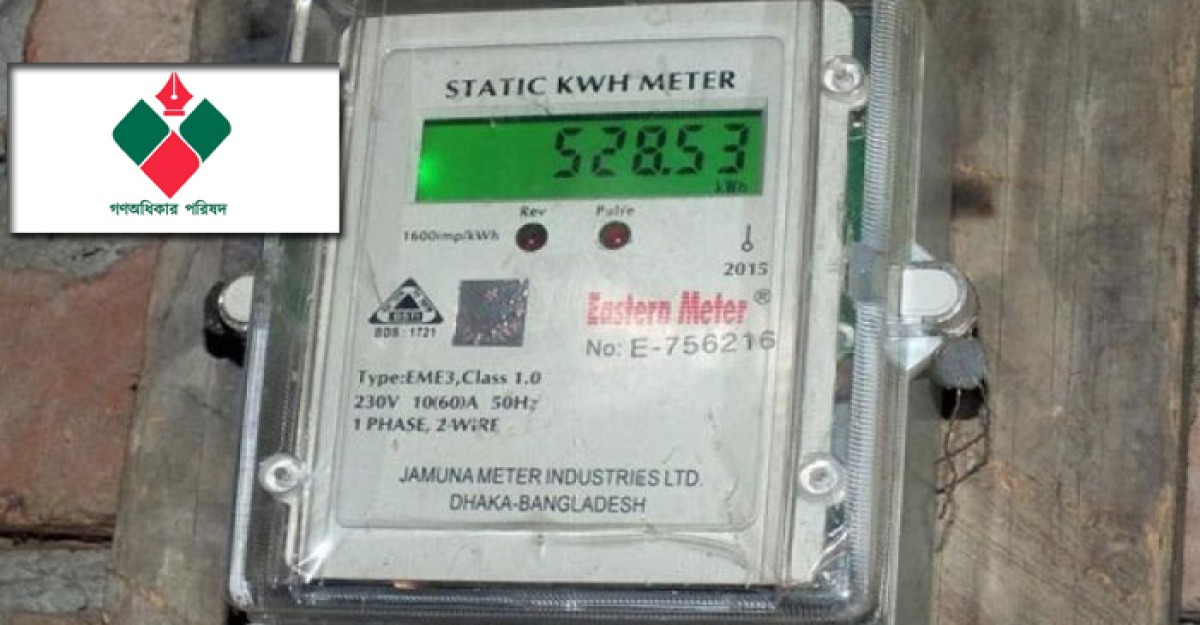 STATIC KWH METER
528.53
kWh
Rev Pulse
1600imp/kWh
2015
BSTI
BDS : 1721
Eastern Meter ®
No: E-756216
Type:EME3,Class 1.0
230V 10(60)A 50Hz
1 PHASE, 2-WIRE
JAMUNA METER INDUSTRIES LTD.
DHAKA-BANGLADESH
গণঅধিকার পরিষদ